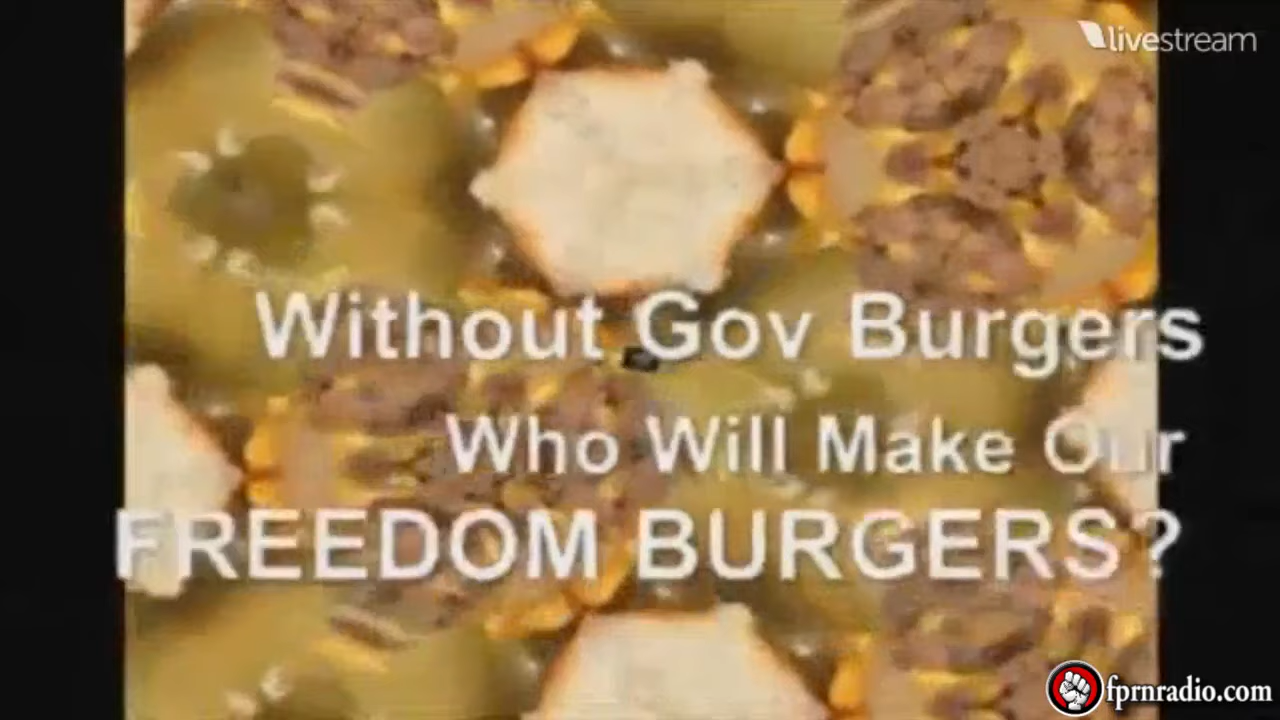 livestream
Without Gov Burgers
Who Will Make Our
FREEDOM BURGERS?
fprnradio.com